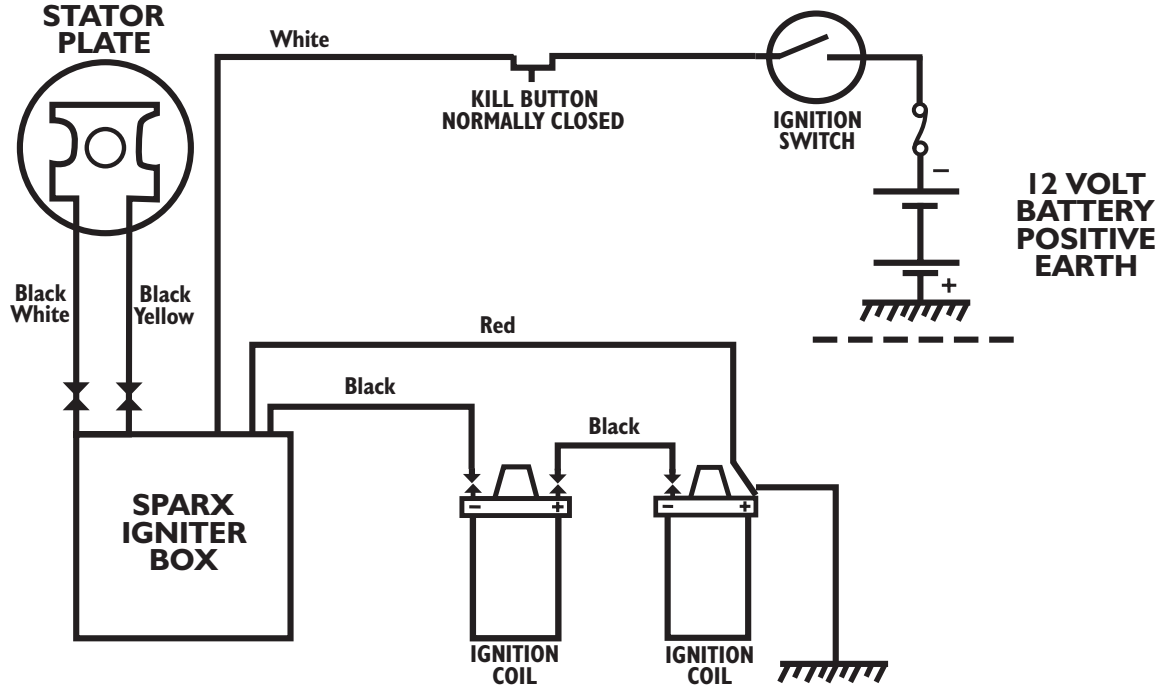 STATOR
PLATE
White
KILL BUTTON
NORMALLY CLOSED
IGNITION
SWITCH
−
12 VOLT
BATTERY
POSITIVE
EARTH
+
Black
White
Black
Yellow
Red
Black
Black
SPARX
IGNITER
BOX
− +
− +
IGNITION
COIL
IGNITION
COIL